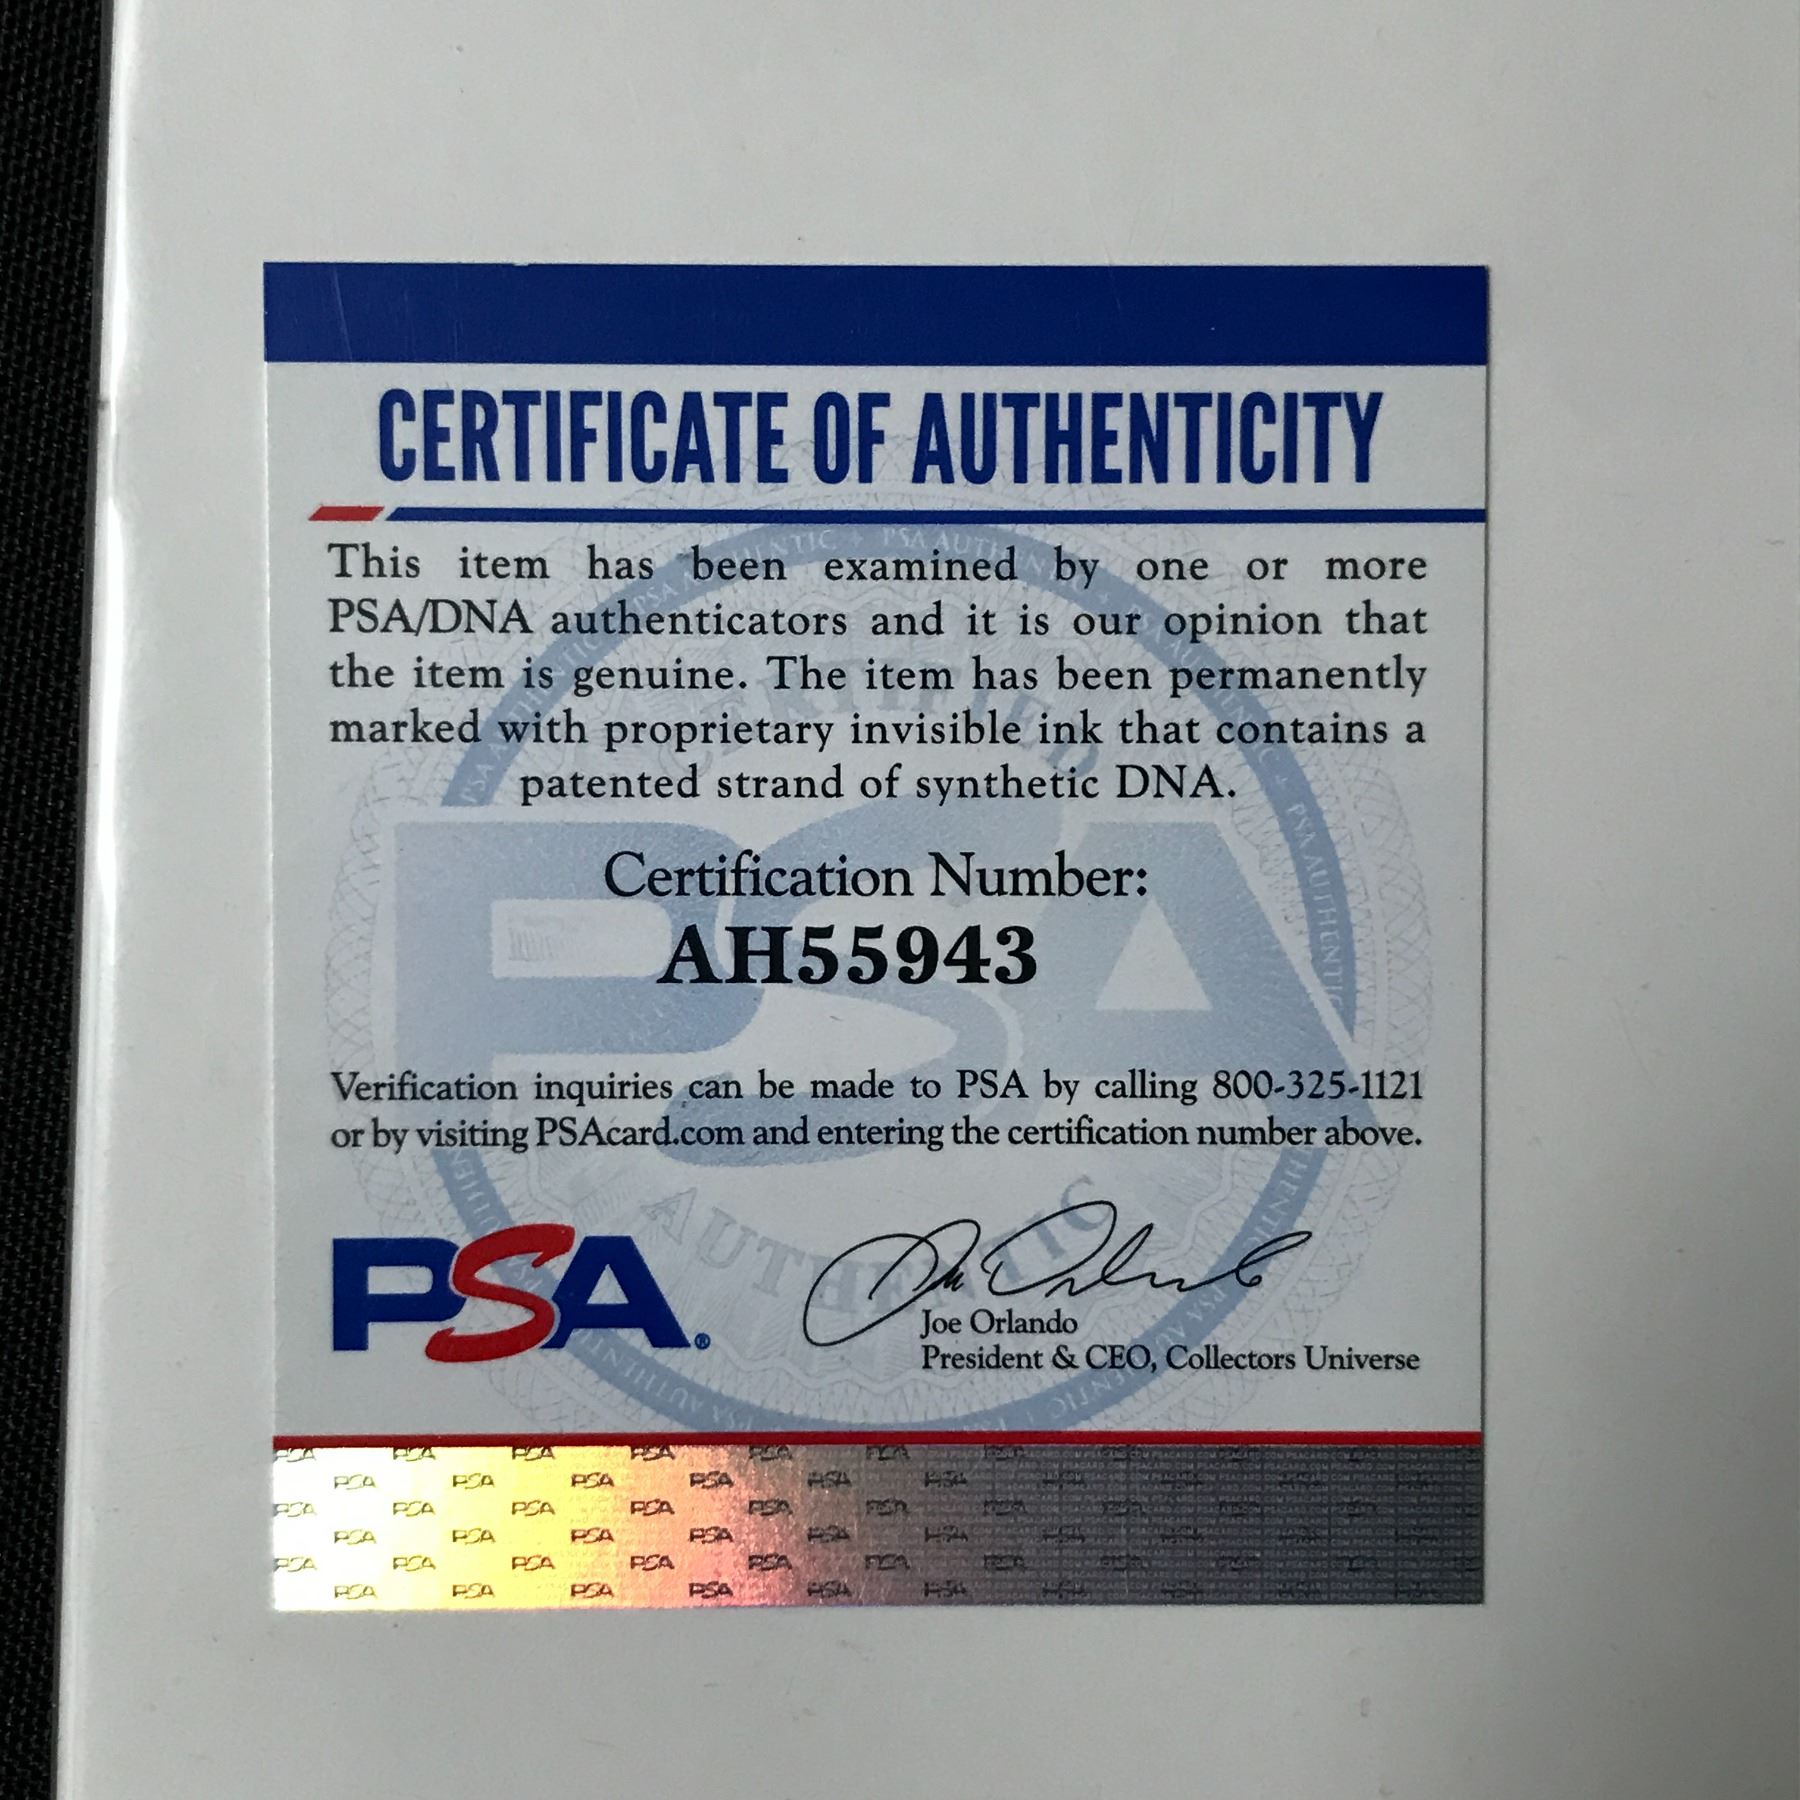 CERTIFICATE OF AUTHENTICITY
This item has been examined by one or more
PSA/DNA authenticators and it is our opinion that
the item is genuine. The item has been permanently
marked with proprietary invisible ink that contains a
patented strand of synthetic DNA.
Certification Number:
AH55943
Verification inquiries can be made to PSA by calling 800-325-1121
or by visiting PSAcard.com and entering the certification number above.
PSA®
Joe Orlando
President & CEO, Collectors Universe